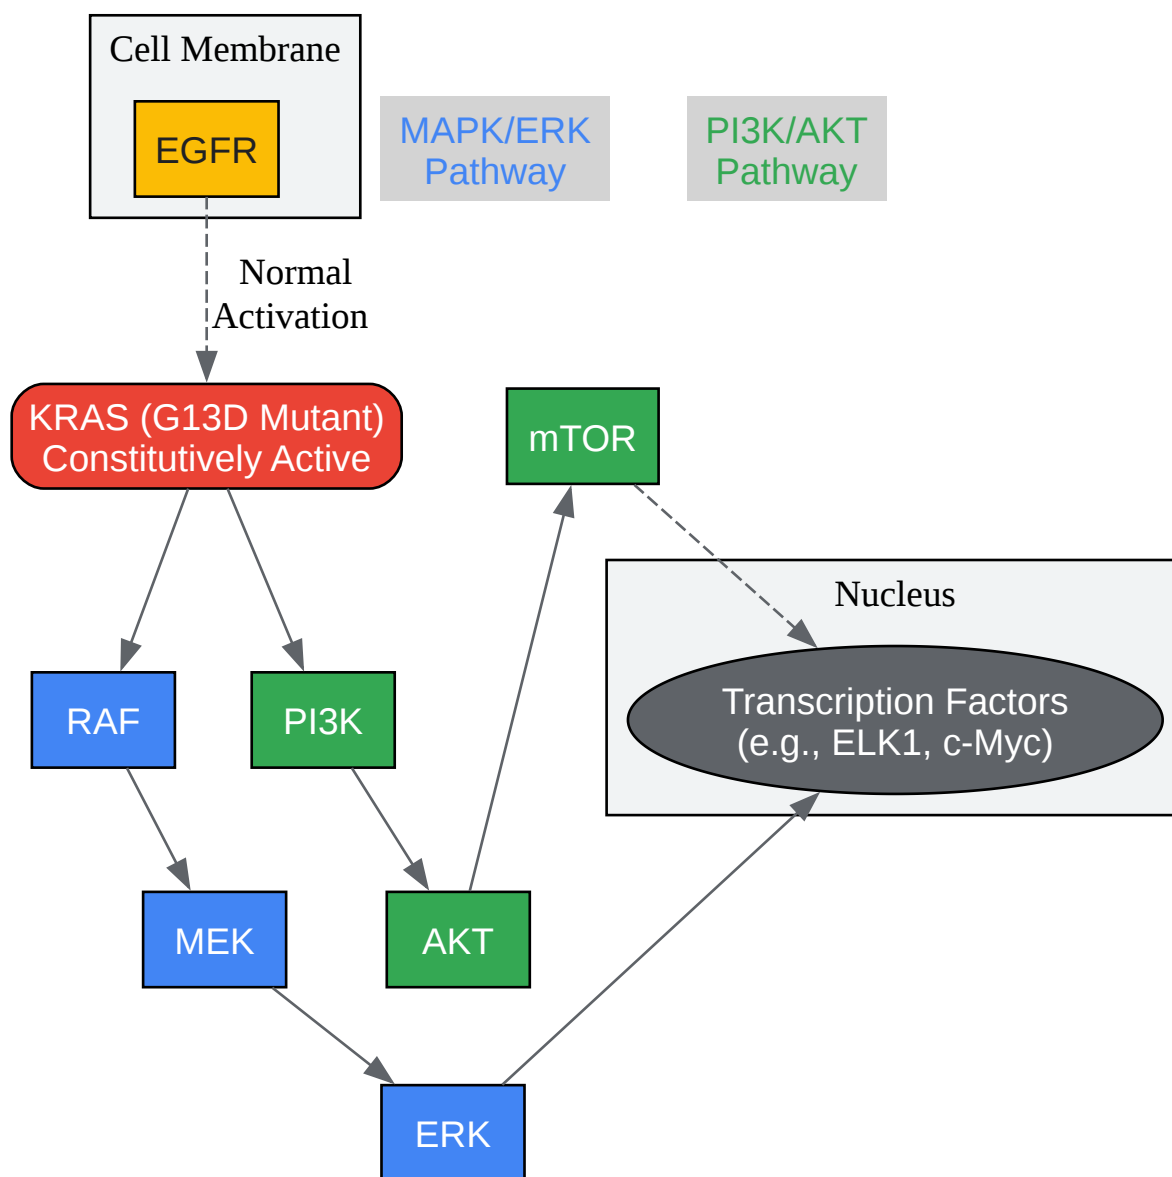 Cell Membrane
EGFR
MAPK/ERK
Pathway
PI3K/AKT
Pathway
Normal
Activation
KRAS (G13D Mutant)
Constitutively Active
mTOR
Nucleus
Transcription Factors
(e.g., ELK1, c-Myc)
RAF
PI3K
MEK
AKT
ERK